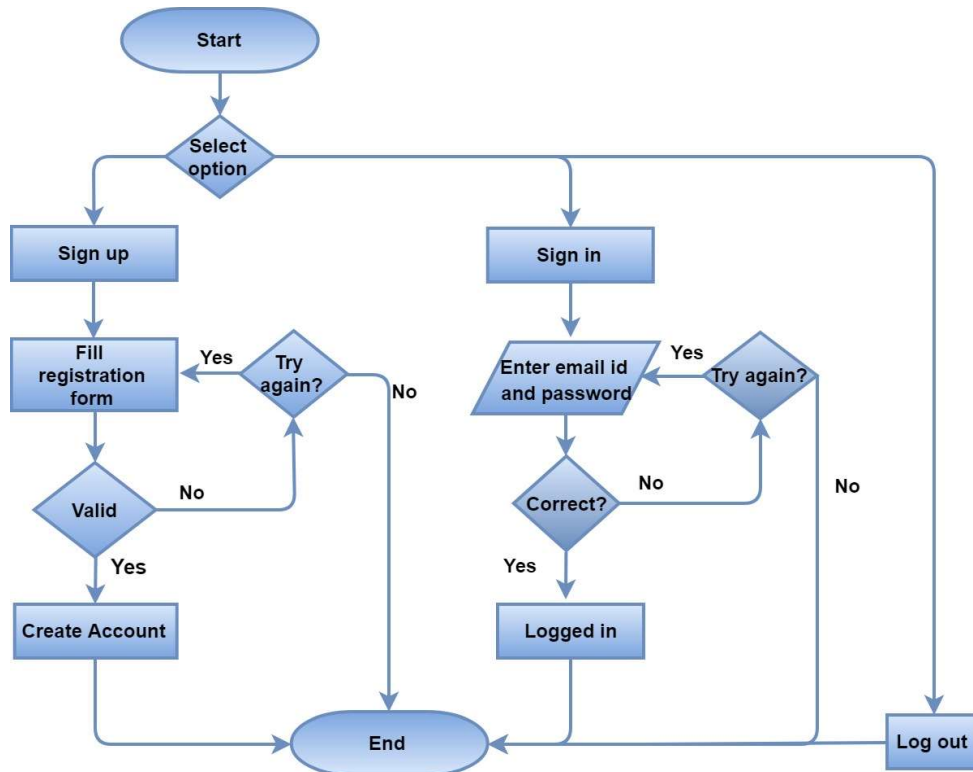 Start
Select
option
Sign up
Sign in
Fill
registration
form
Yes
Try
again?
No
Enter email id
and password
Yes
Try again?
No
Valid
No
Correct?
No
Yes
Yes
Create Account
Logged in
End
Log out